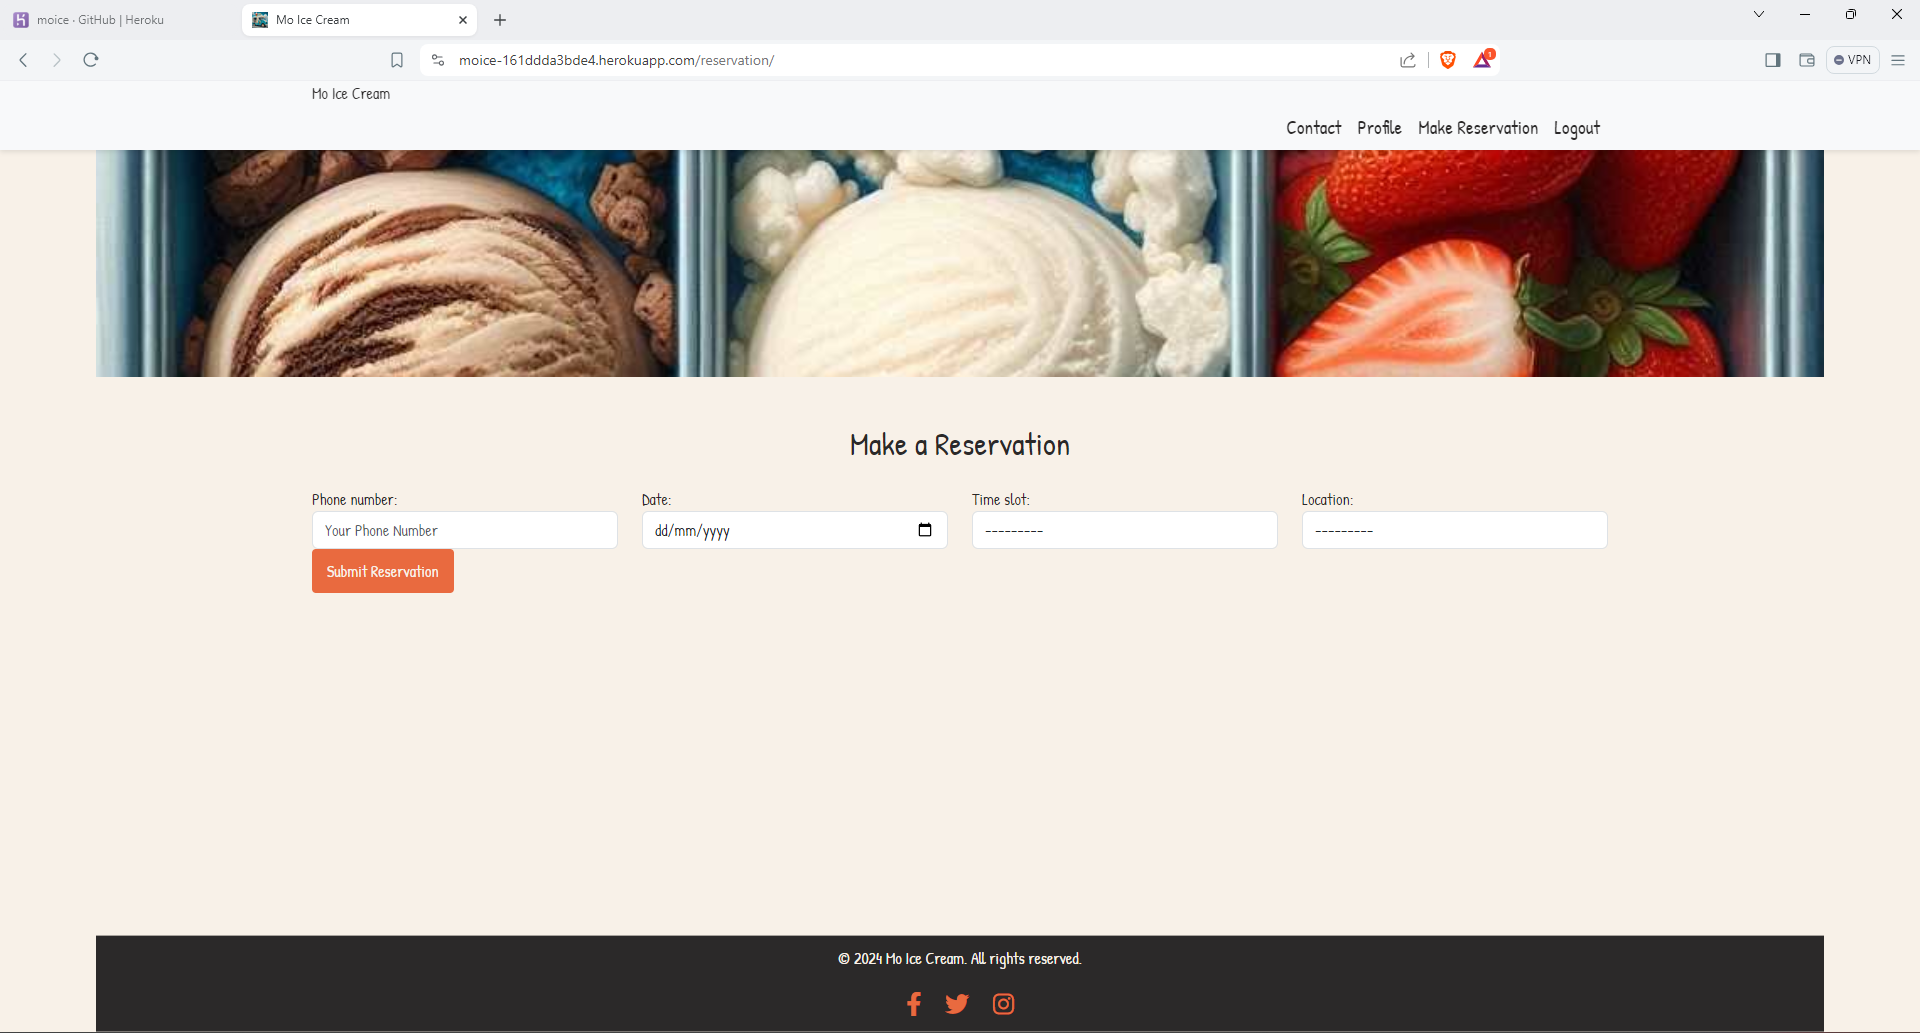 moice · GitHub | Heroku
Mo Ice Cream
moice-161ddda3bde4.herokuapp.com/reservation/
1
VPN
Mo Ice Cream
Contact Profile Make Reservation Logout
Make a Reservation
Phone number: Date: Time slot: Location:
Your Phone Number dd/mm/yyyy --------- ---------
Submit Reservation
© 2024 Mo Ice Cream. All rights reserved.